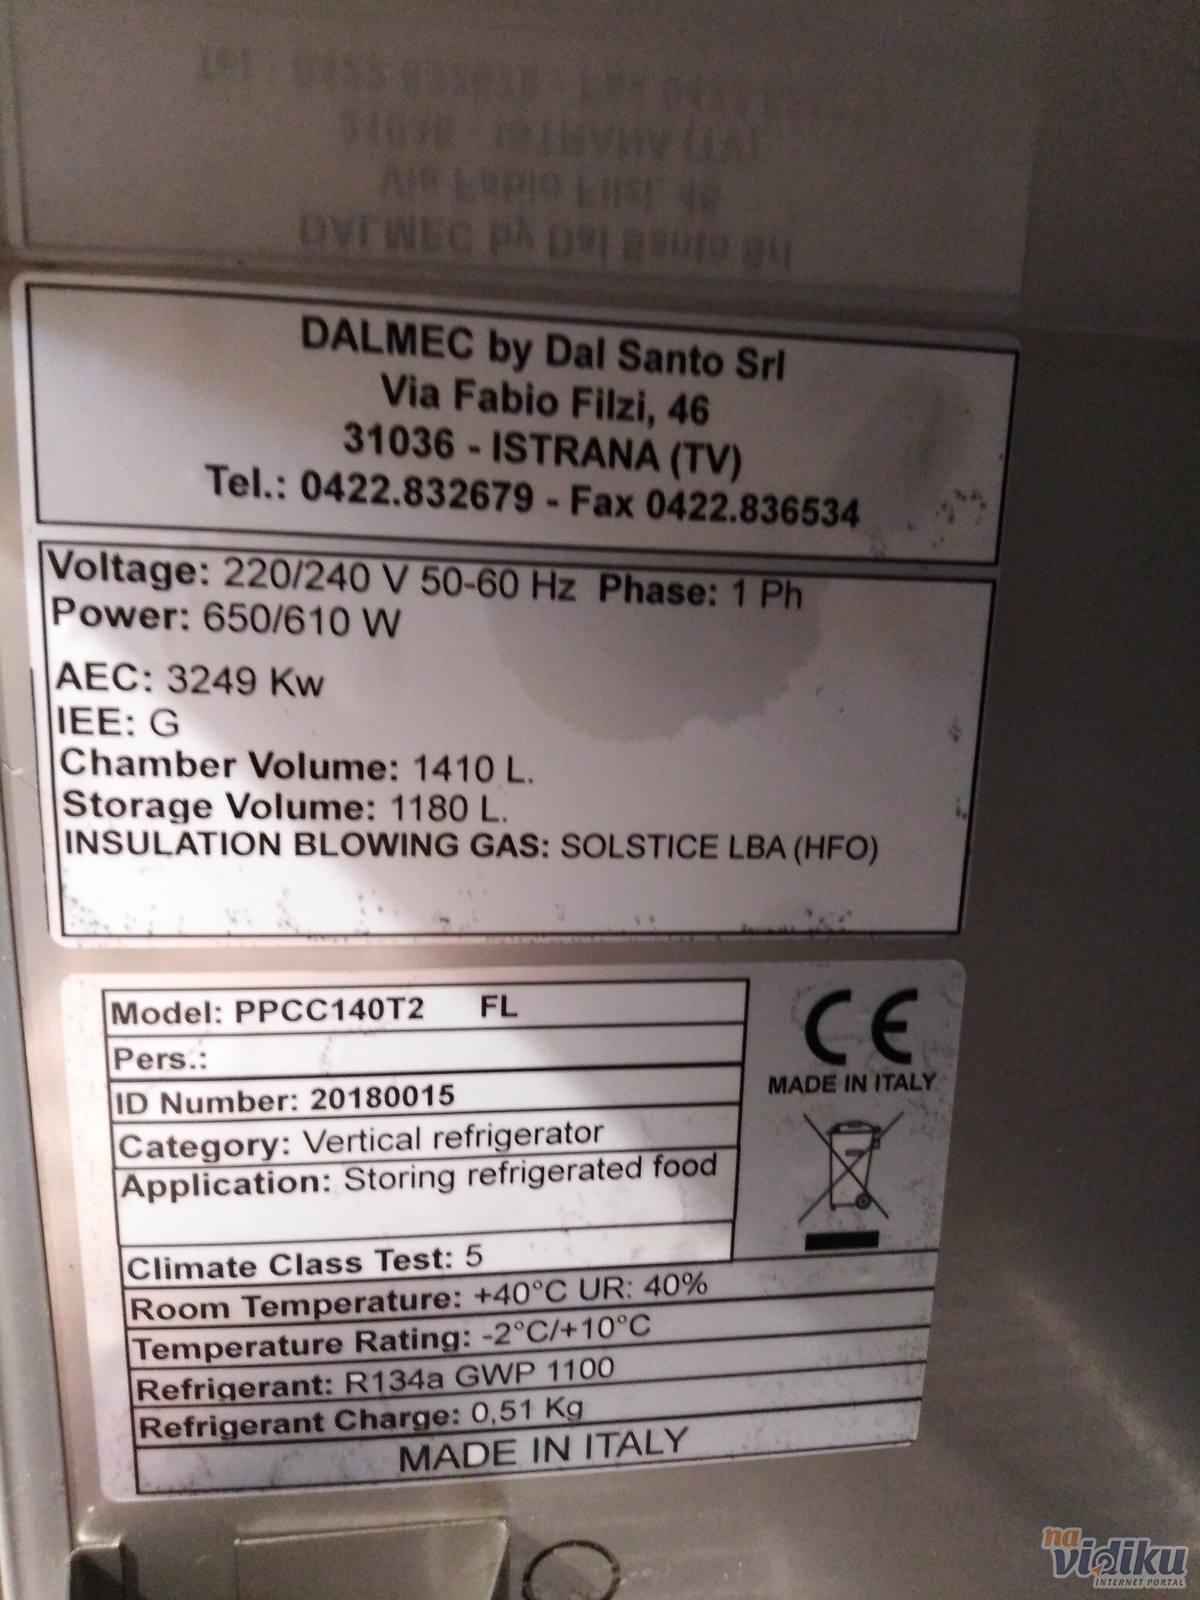 DALMEC by Dal Santo Srl
Via Fabio Filzi, 46
31036 - ISTRANA (TV)
Tel.: 0422.832679 - Fax 0422.836534
Voltage: 220/240 V 50-60 Hz Phase: 1 Ph
Power: 650/610 W
AEC: 3249 Kw
IEE: G
Chamber Volume: 1410 L.
Storage Volume: 1180 L.
INSULATION BLOWING GAS: SOLSTICE LBA (HFO)
Model: PPCC140T2 FL
Pers.:
ID Number: 20180015
Category: Vertical refrigerator
Application: Storing refrigerated food
Climate Class Test: 5
Room Temperature: +40°C UR: 40%
Temperature Rating: -2°C/+10°C
Refrigerant: R134a GWP 1100
Refrigerant Charge: 0,51 Kg
MADE IN ITALY
CE
MADE IN ITALY
na
vidiku
INTERNET PORTAL